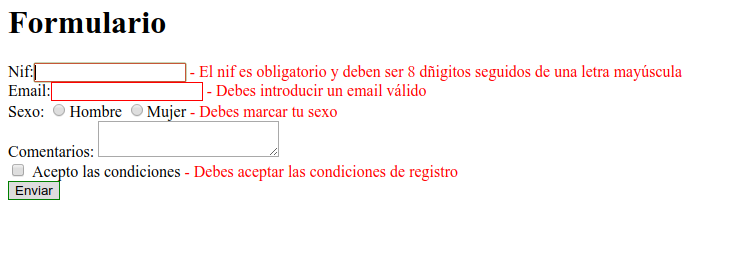 Formulario
Nif: - El nif es obligatorio y deben ser 8 dñigitos seguidos de una letra mayúscula
Email: - Debes introducir un email válido
Sexo: Hombre Mujer - Debes marcar tu sexo
Comentarios:
Acepto las condiciones - Debes aceptar las condiciones de registro
Enviar